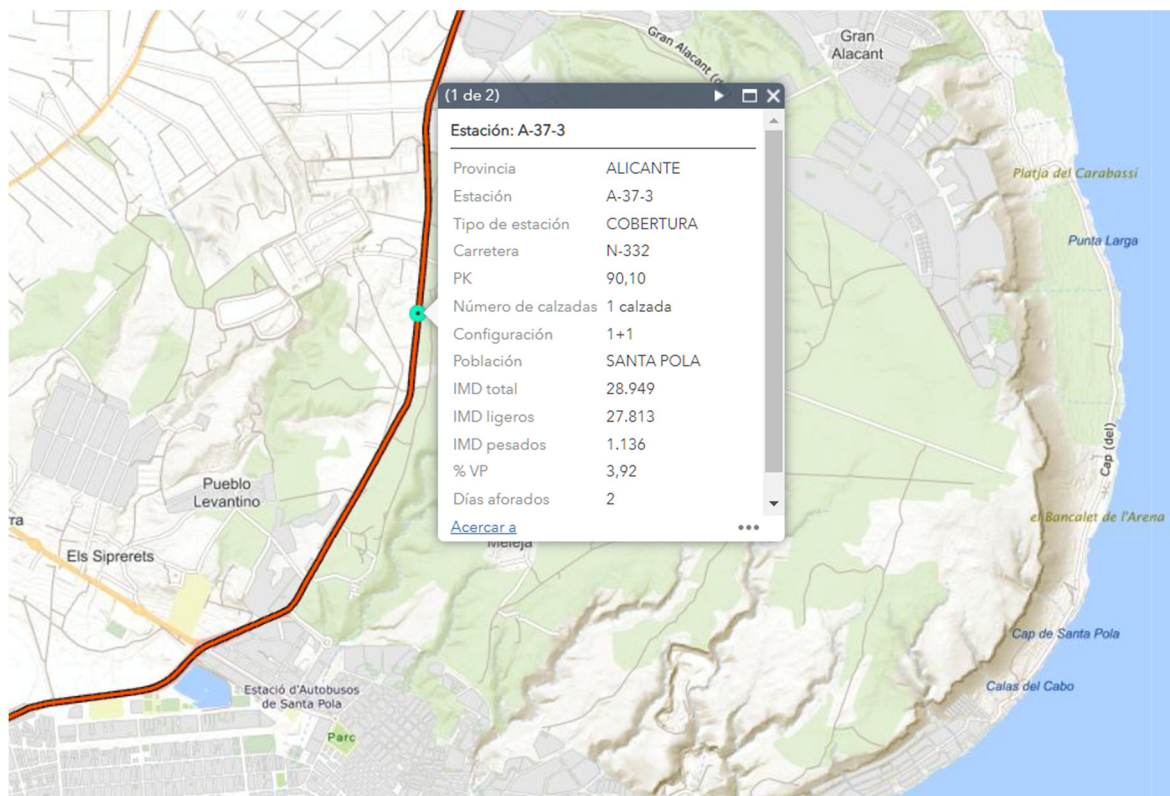 Gran Alacant (de
Gran
Alacant
(1 de 2)
Estación: A-37-3
Provincia ALICANTE
Estación A-37-3
Tipo de estación COBERTURA
Carretera N-332
PK 90,10
Número de calzadas 1 calzada
Configuración 1+1
Población SANTA POLA
IMD total 28.949
IMD ligeros 27.813
IMD pesados 1.136
% VP 3,92
Días aforados 2
Acercar a
Platja del Carabassí
Punta Larga
Cap (del)
el Bancalet de l'Arena
Pueblo
Levantino
ra
Els Siprerets
Meleja
Cap de Santa Pola
Calas del Cabo
Estació d'Autobusos
de Santa Pola
Parc